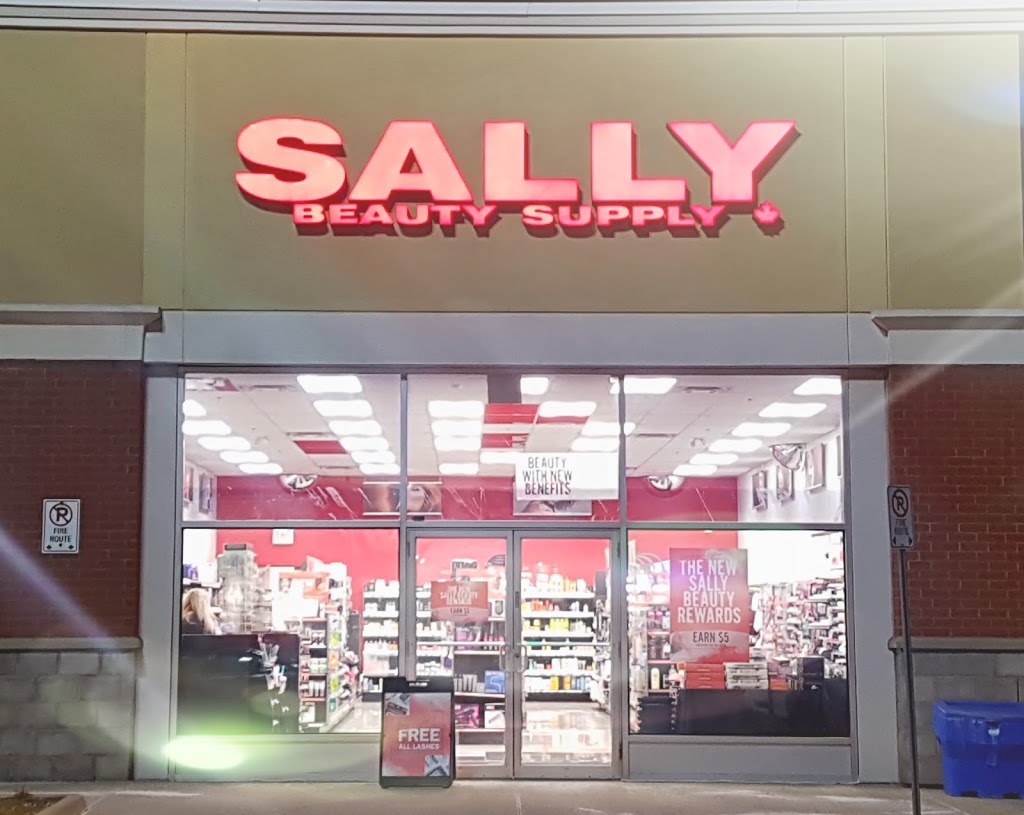 SALLY
BEAUTY SUPPLY
BEAUTY
WITH NEW
BENEFITS
FIRE
ROUTE
FIRE
ROUTE
EARN
THE NEW
SALLY
BEAUTY
REWARDS
EARN $5
FREE
ALL LASHES